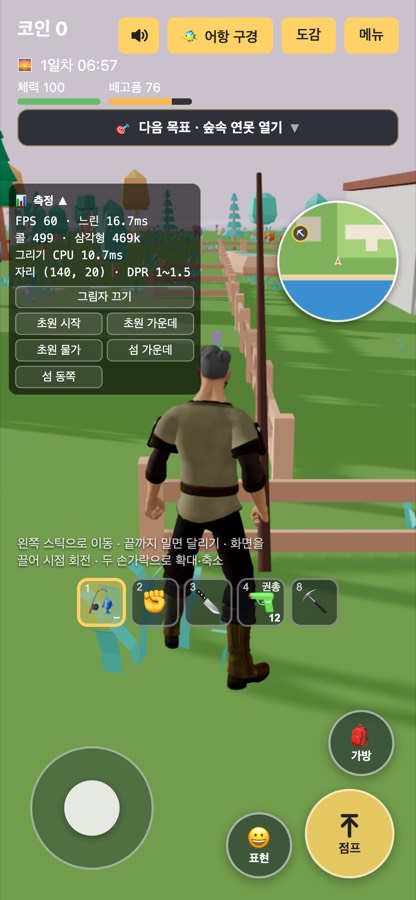 코인 0
어항 구경
도감
메뉴
1일차 06:57
체력 100
배고픔 76
다음 목표 · 숲속 연못 열기 ▼
측정 ▲
FPS 60 · 느린 16.7ms
콜 499 · 삼각형 469k
그리기 CPU 10.7ms
자리 (140, 20) · DPR 1~1.5
그림자 끄기
초원 시작
초원 가운데
초원 물가
섬 가운데
섬 동쪽
왼쪽 스틱으로 이동 · 끝까지 밀면 달리기 · 화면을
끌어 시점 회전 · 두 손가락으로 확대·축소
1
2
3
4 권총
8
–
12
가방
점프
표현